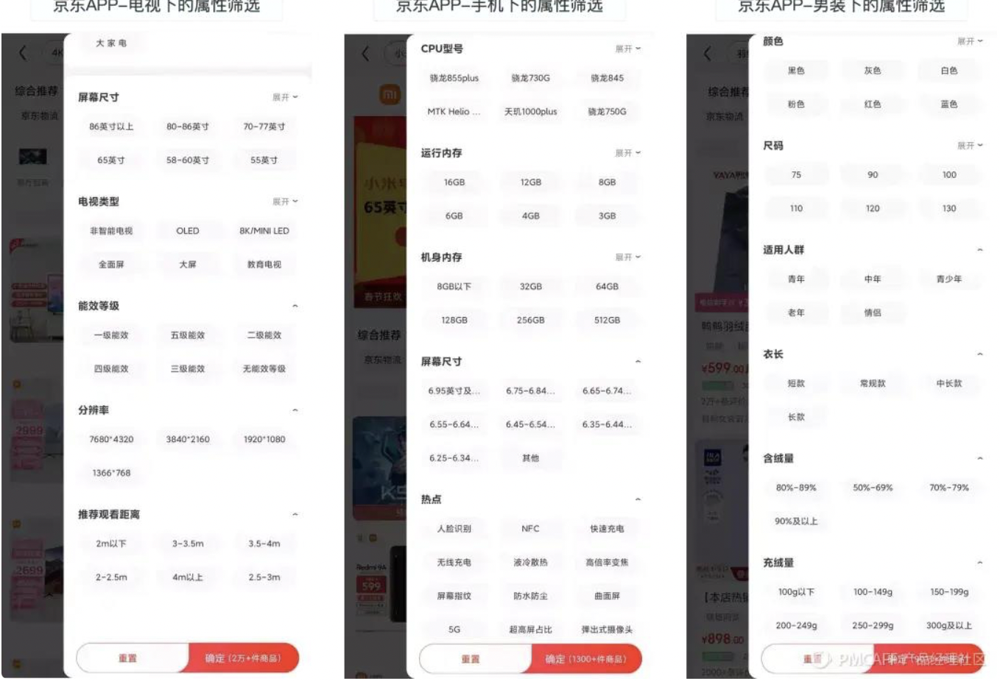 京东APP-电视下的属性筛选
大家电
4K
综合推荐
京东物流
屏幕尺寸 展开
86英寸以上 80-86英寸 70-77英寸
65英寸 58-60英寸 55英寸
电视类型 展开
非智能电视 OLED 8K/MINI LED
全面屏 大屏 教育电视
能效等级
一级能效 五级能效 二级能效
四级能效 三级能效 无能效等级
分辨率
7680*4320 3840*2160 1920*1080
1366*768
推荐观看距离
2m以下 3-3.5m 3.5-4m
2-2.5m 4m以上 2.5-3m
2999
2699
重置 确定 (2万+件商品)
京东APP-手机下的属性筛选
小米
65英寸
春节狂欢
综合推荐
京东物流
K5
Redmi 9A
599
CPU型号 展开
骁龙855plus 骁龙730G 骁龙845
MTK Helio ... 天玑1000plus 骁龙750G
运行内存 展开
16GB 12GB 8GB
6GB 4GB 3GB
机身内存 展开
8GB以下 32GB 64GB
128GB 256GB 512GB
屏幕尺寸
6.95英寸及... 6.75-6.84... 6.65-6.74...
6.55-6.64... 6.45-6.54... 6.35-6.44...
6.25-6.34... 其他
热点
人脸识别 NFC 快速充电
无线充电 液冷散热 高倍率变焦
屏幕指纹 防水防尘 曲面屏
5G 超高屏占比 弹出式摄像头
重置 确定 (1300+件商品)
京东APP-男装下的属性筛选
综合推荐
京东物流
YAYA
¥599.00
【本店热
¥898.00
颜色 展开
黑色 灰色 白色
粉色 红色 蓝色
尺码 展开
75 90 100
110 120 130
适用人群
青年 中年 青少年
老年 情侣
衣长
短款 常规款 中长款
长款
含绒量
80%-89% 50%-69% 70%-79%
90%及以上
充绒量
100g以下 100-149g 150-199g
200-249g 250-299g 300g及以上
重置 确定
PMCAFF产品经理社区